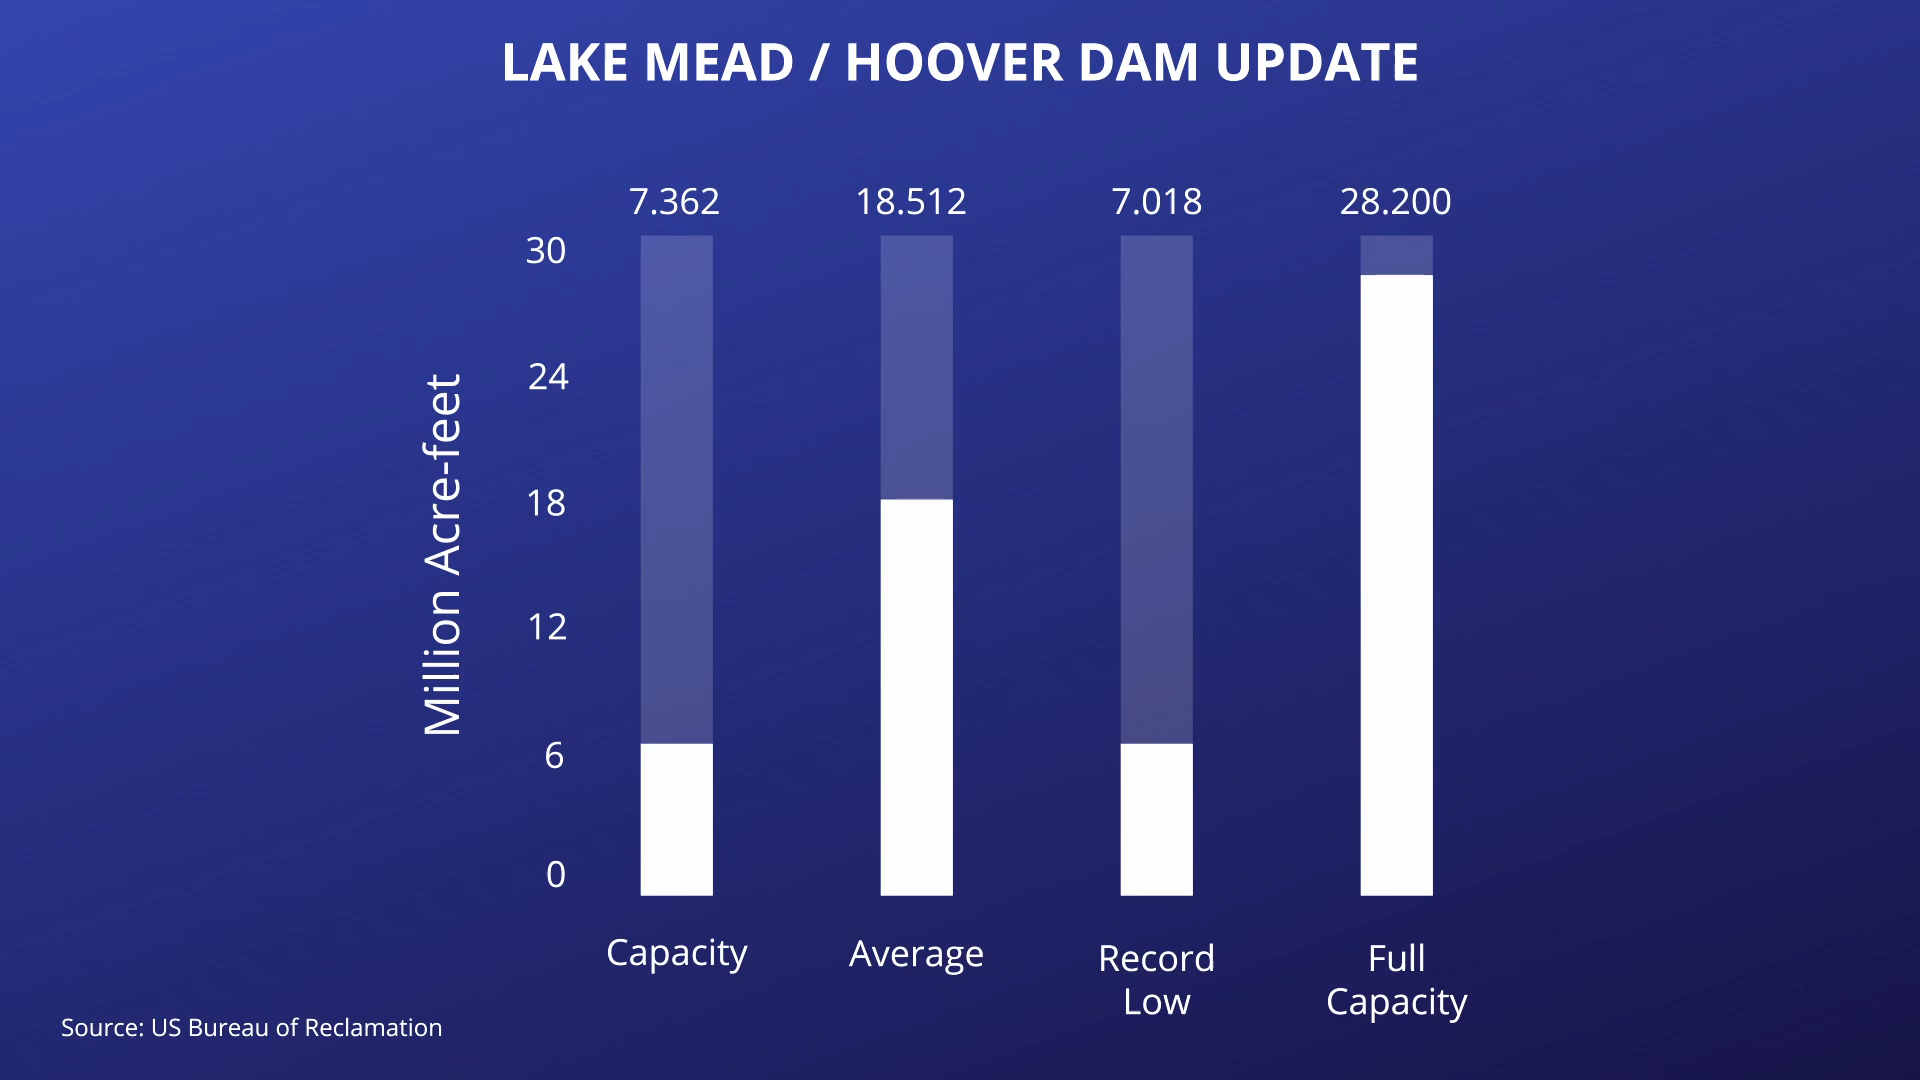 LAKE MEAD / HOOVER DAM UPDATE
7.362 18.512 7.018 28.200
30
24
18
12
6
0
Million Acre-feet
Capacity Average Record Low Full Capacity
Source: US Bureau of Reclamation